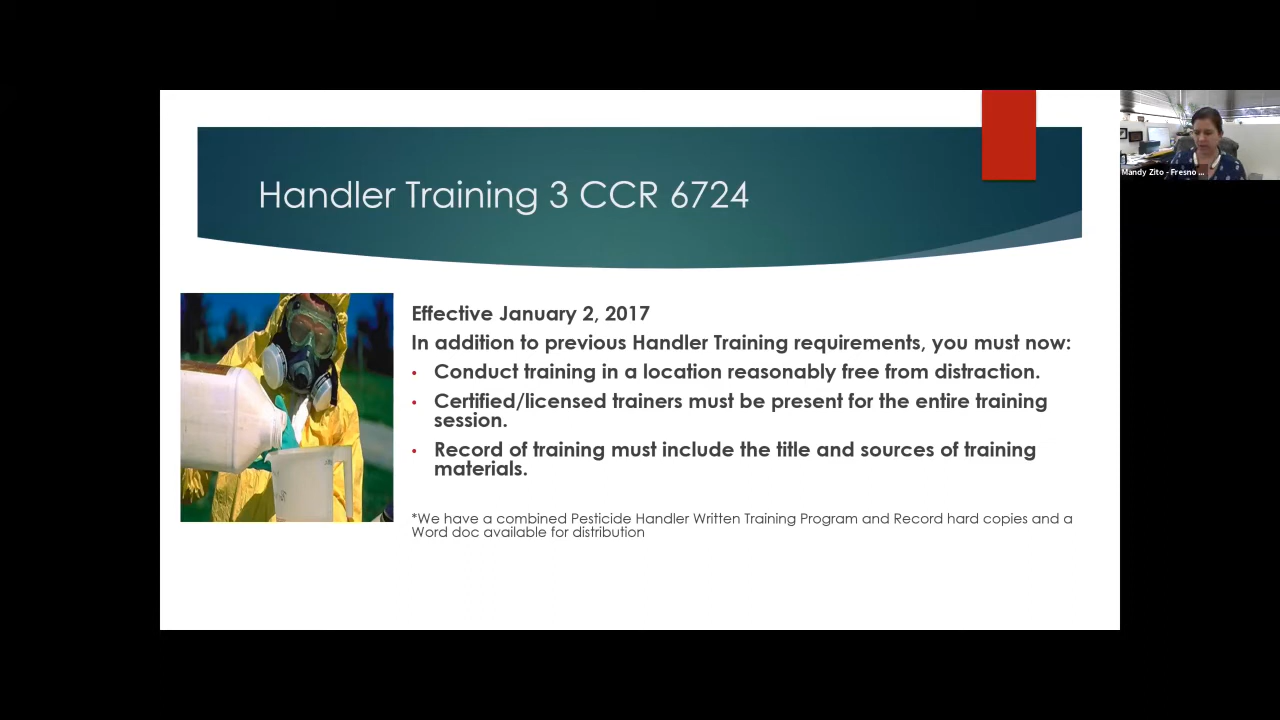 Handler Training 3 CCR 6724
Mandy Zito - Fresno ...
Effective January 2, 2017
In addition to previous Handler Training requirements, you must now:
• Conduct training in a location reasonably free from distraction.
• Certified/licensed trainers must be present for the entire training
session.
• Record of training must include the title and sources of training
materials.
*We have a combined Pesticide Handler Written Training Program and Record hard copies and a
Word doc available for distribution